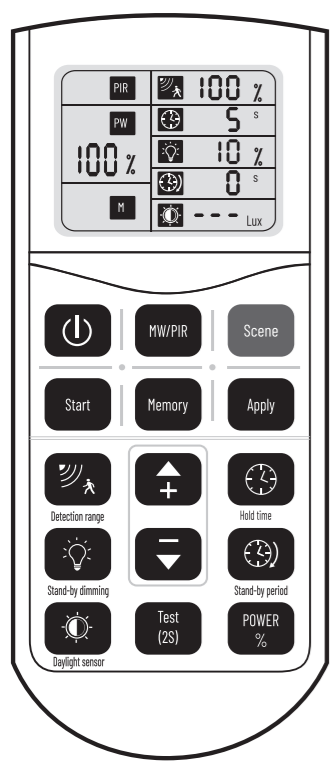 PIR
100 %
PW
5 s
100 %
10 %
0 s
M
--- Lux
MW/PIR
Scene
Start
Memory
Apply
+
Detection range
Hold time
−
Stand-by dimming
Stand-by period
Test
(2S)
POWER
%
Daylight sensor